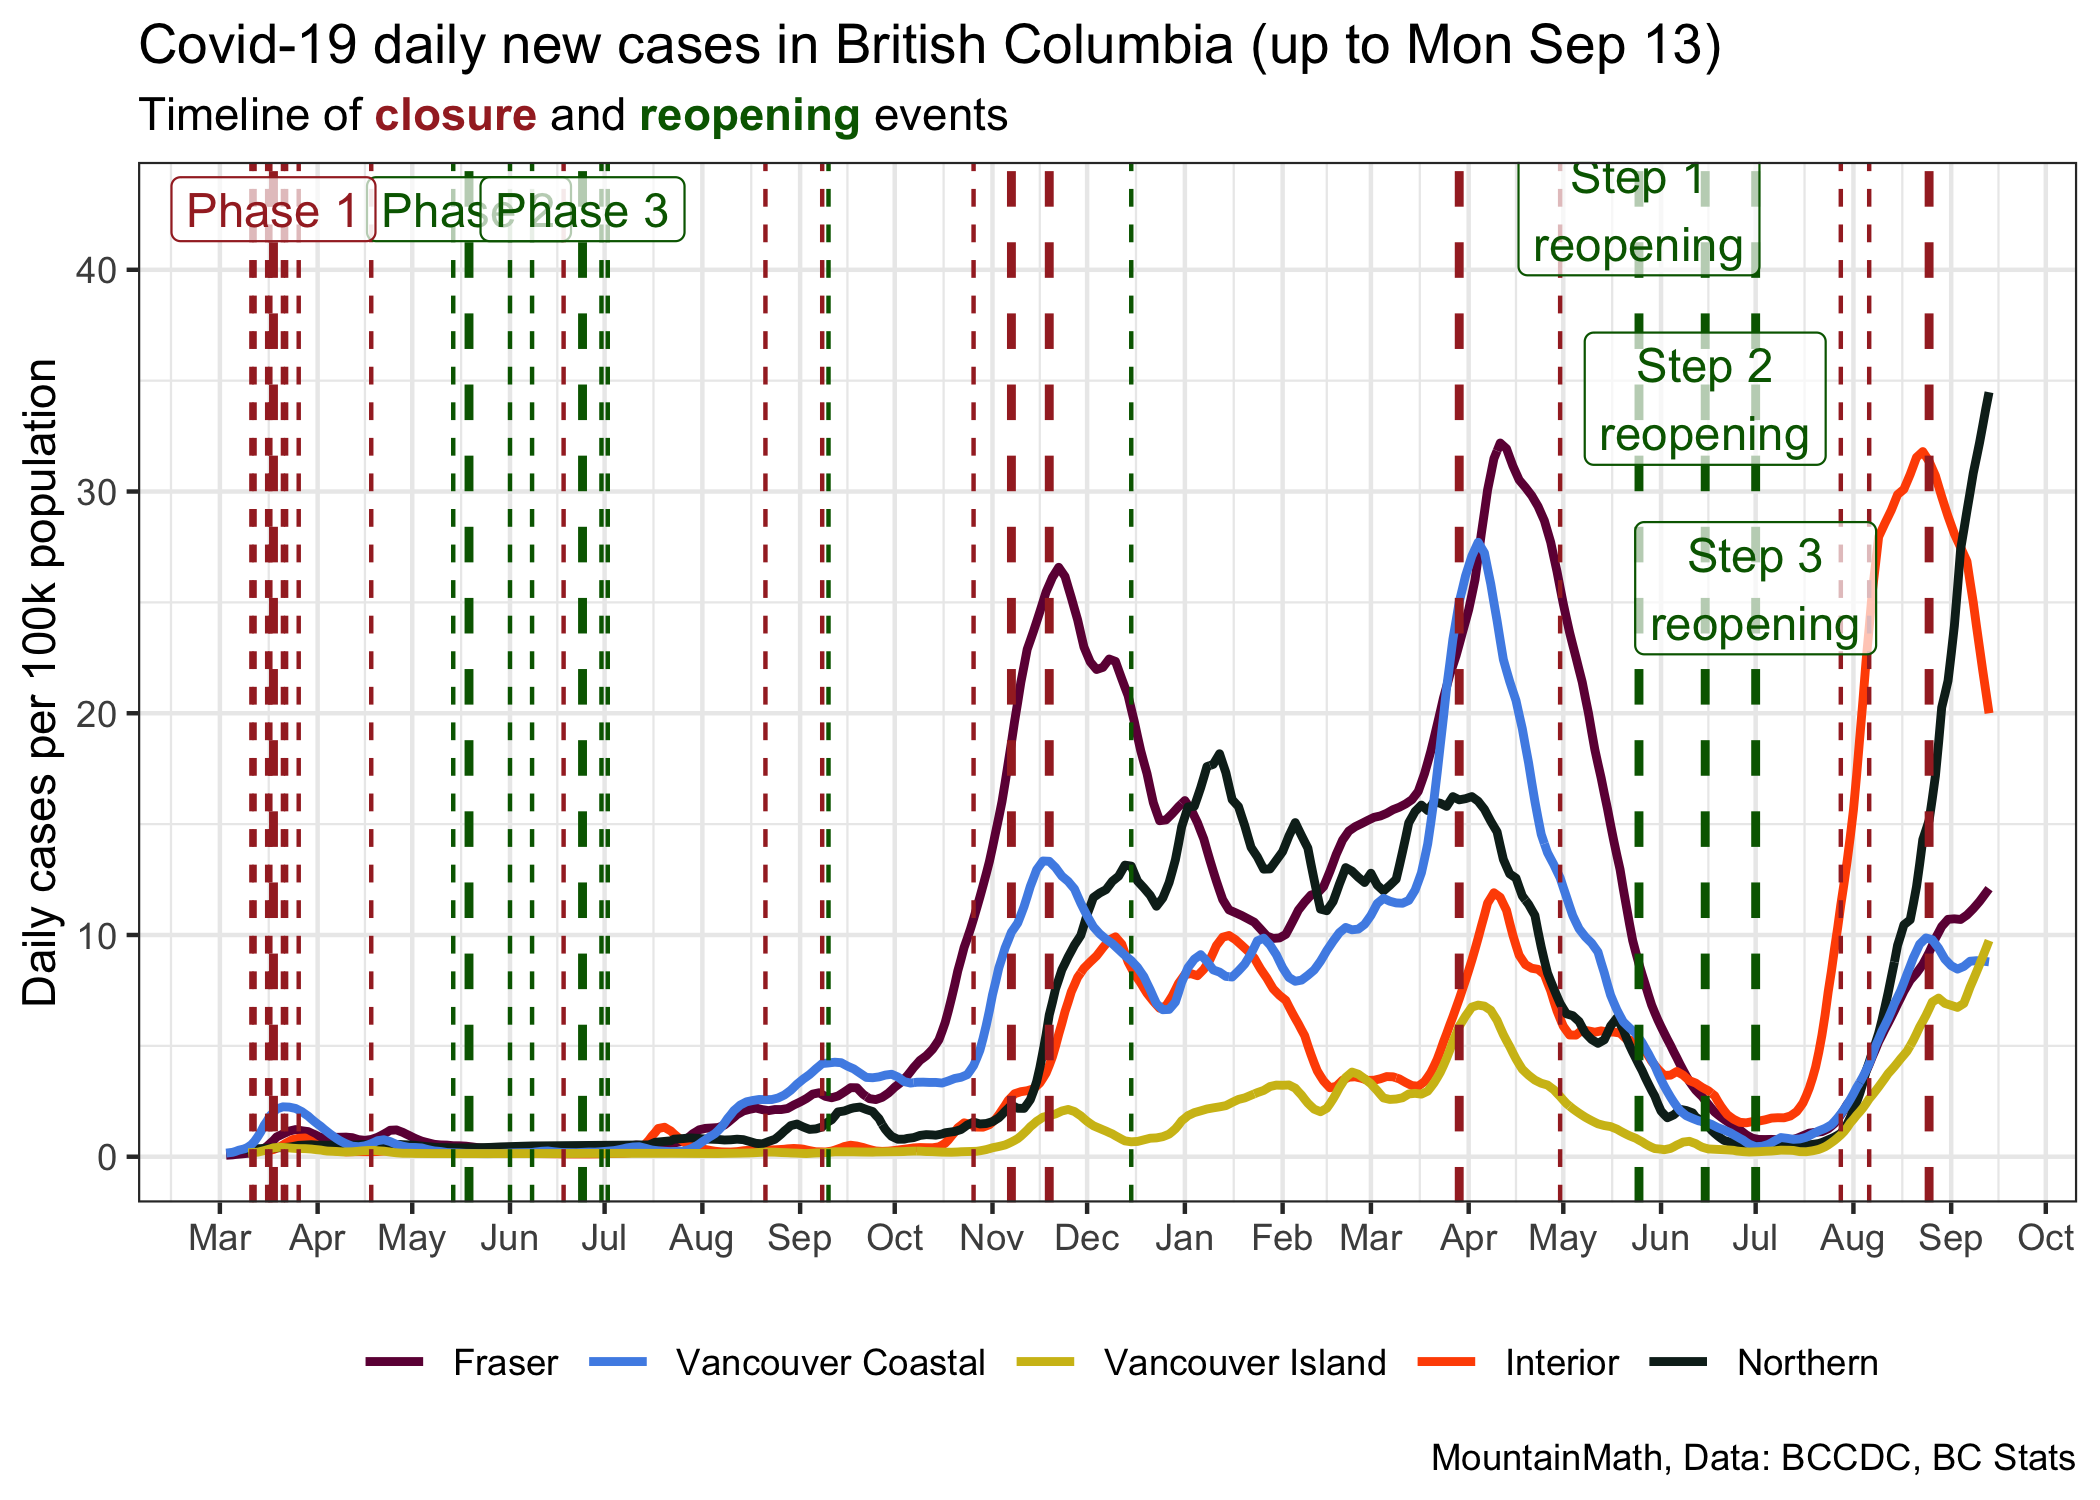 Covid-19 daily new cases in British Columbia (up to Mon Sep 13)
Timeline of closure and reopening events
Phase 1
Phase 2
Phase 3
Step 1
reopening
Step 2
reopening
Step 3
reopening
Daily cases per 100k population
40
30
20
10
0
Mar Apr May Jun Jul Aug Sep Oct Nov Dec Jan Feb Mar Apr May Jun Jul Aug Sep Oct
Fraser Vancouver Coastal Vancouver Island Interior Northern
MountainMath, Data: BCCDC, BC Stats